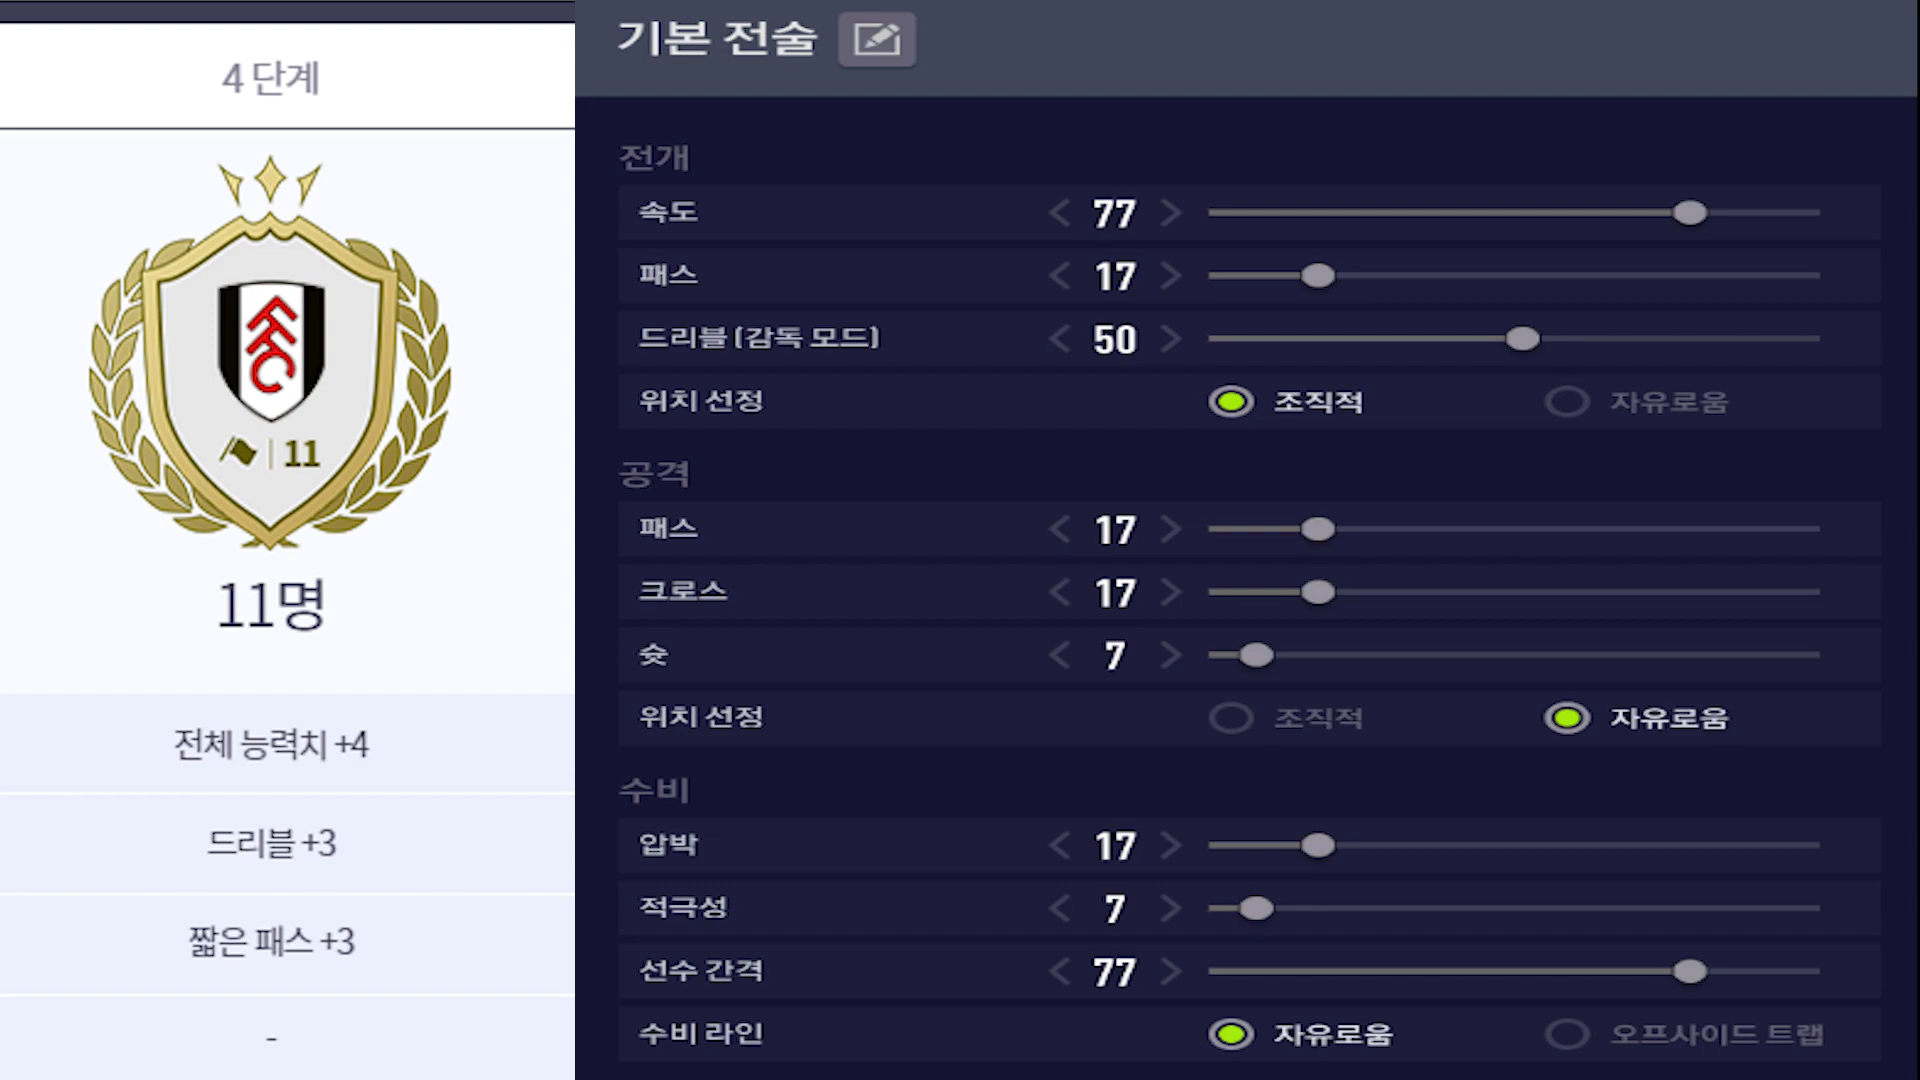 4 단계
FFC
11
11명
전체 능력치 +4
드리블 +3
짧은 패스 +3
-
기본 전술
전개
속도 77
패스 17
드리블 (감독 모드) 50
위치 선정 조직적 자유로움
공격
패스 17
크로스 17
슛 7
위치 선정 조직적 자유로움
수비
압박 17
적극성 7
선수 간격 77
수비 라인 자유로움 오프사이드 트랩